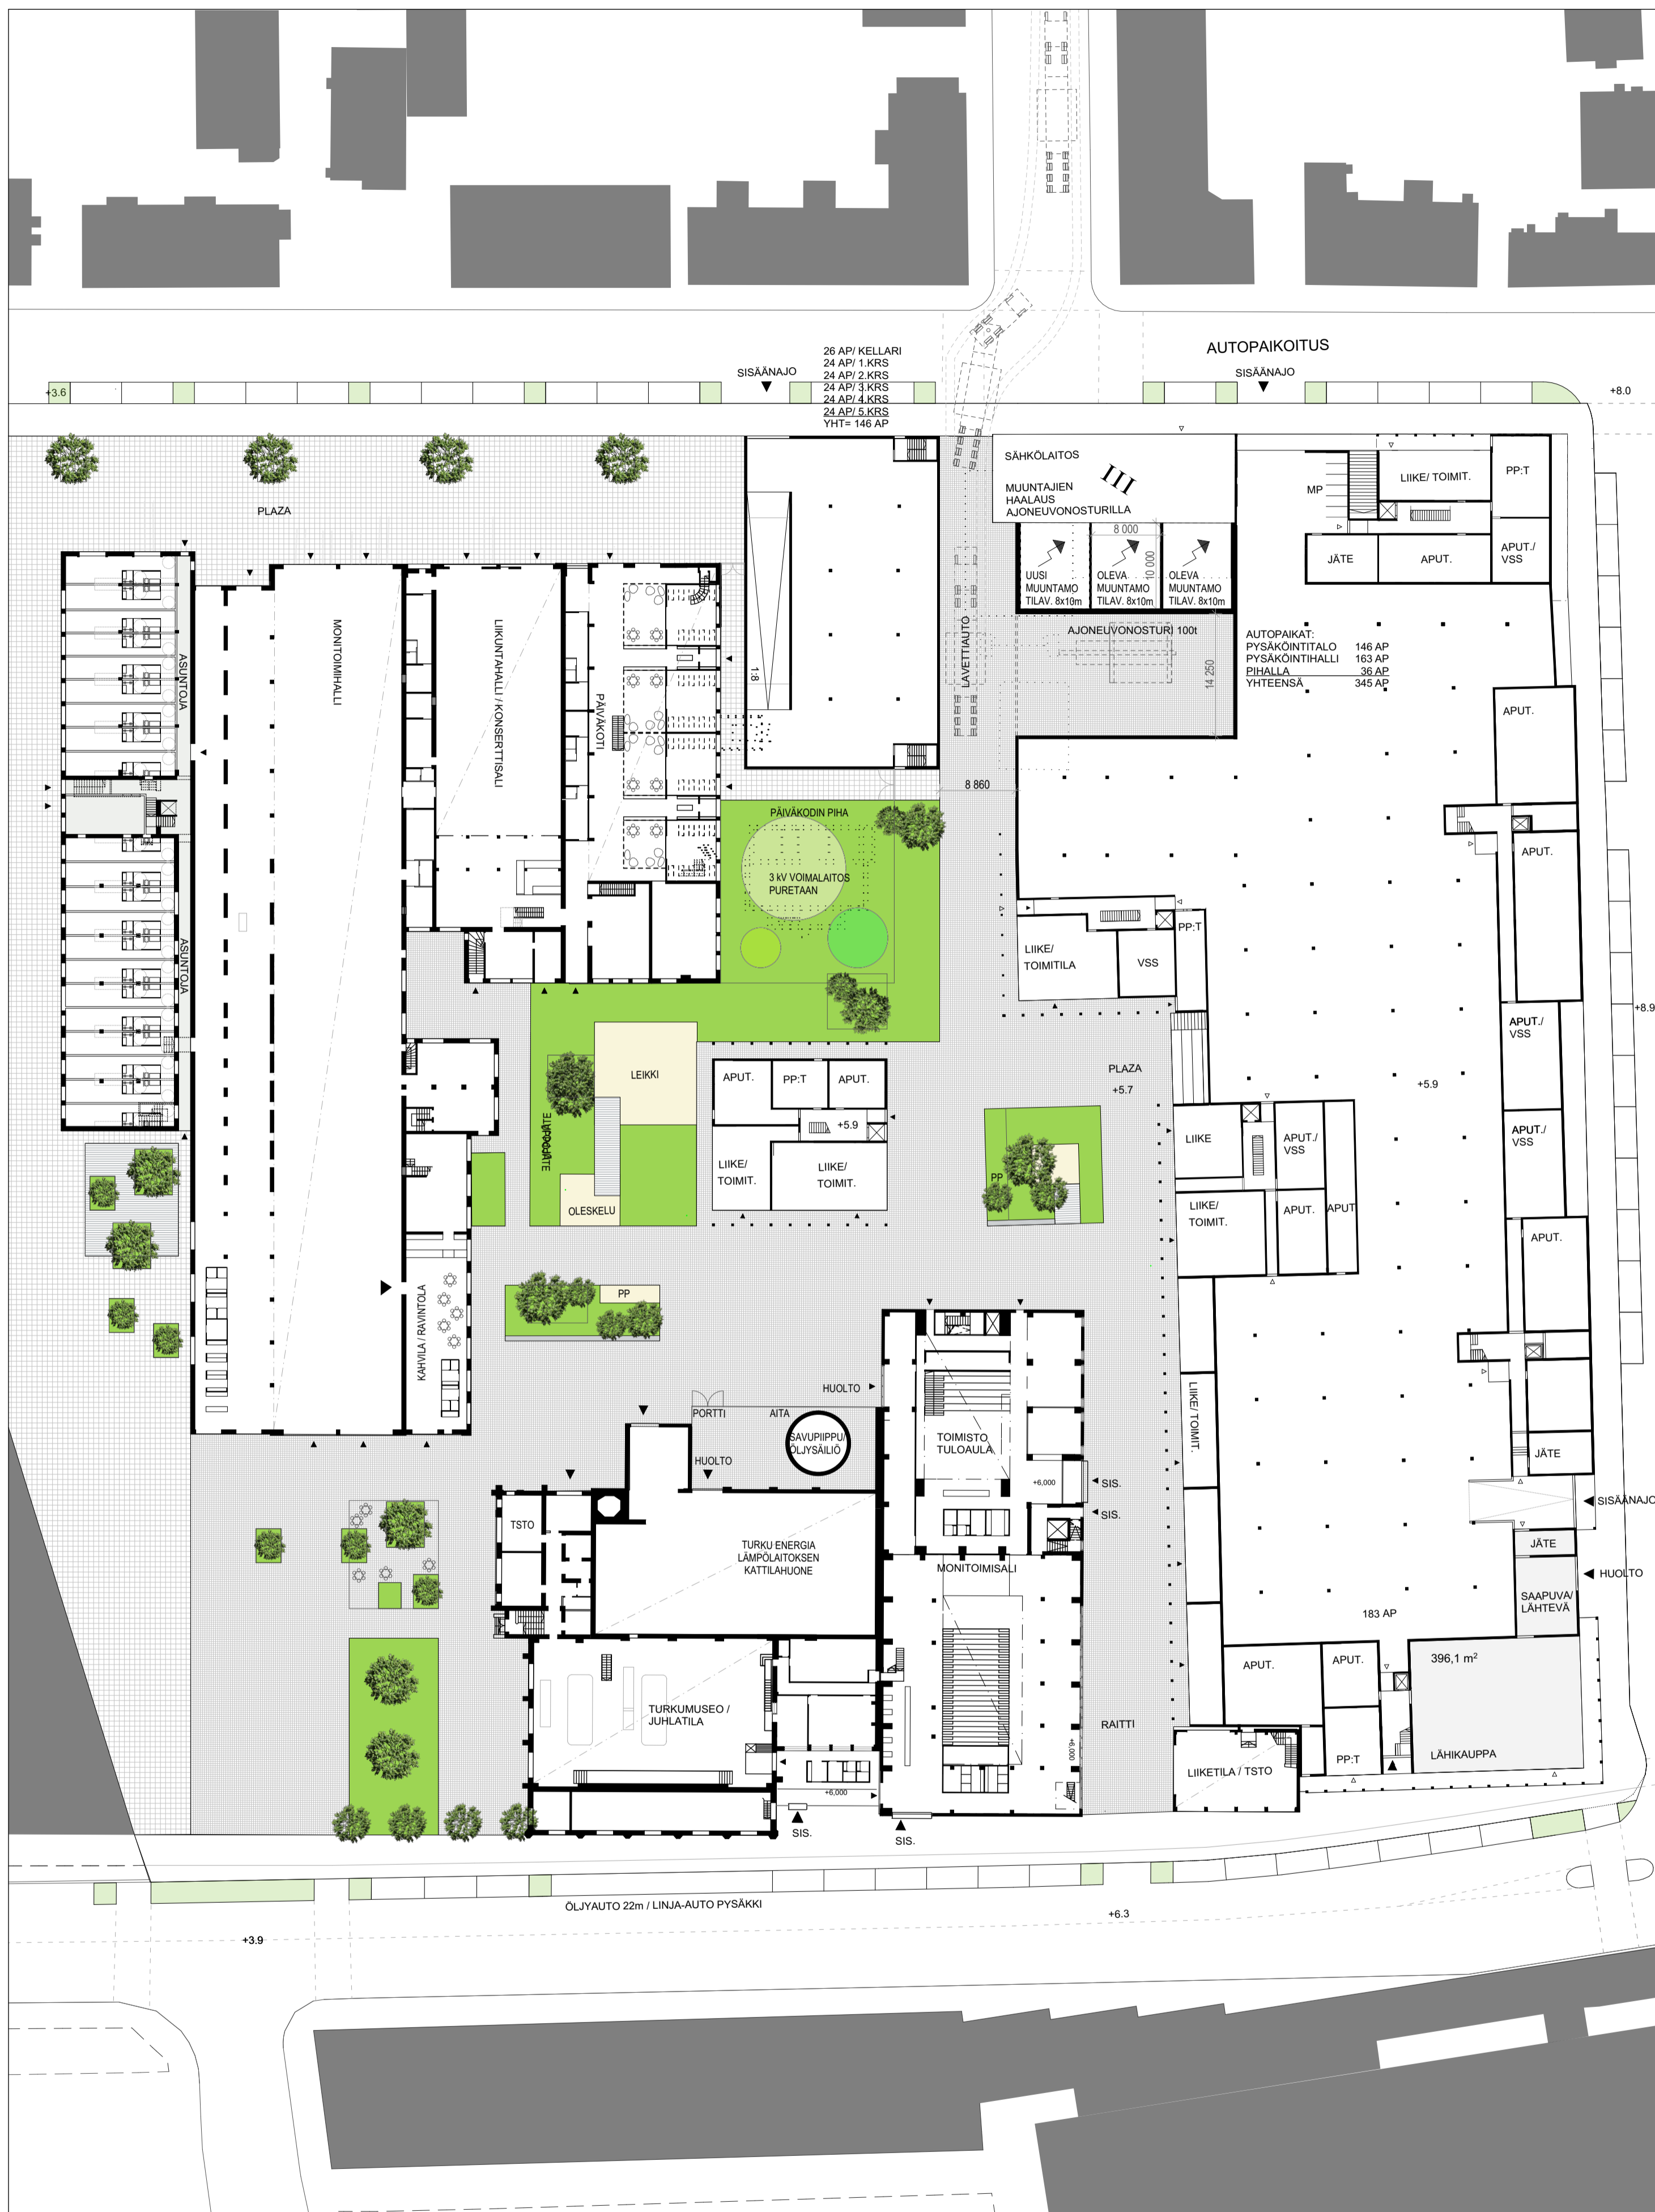 AUTOPAIKOITUS
26 AP/ KELLARI
24 AP/ 1.KRS
24 AP/ 2.KRS
24 AP/ 3.KRS
24 AP/ 4.KRS
24 AP/ 5.KRS
YHT= 146 AP
SISÄÄNAJO
SISÄÄNAJO
+3.6
+8.0
SÄHKÖLAITOS
III
MUUNTAJIEN
HAALAUS
AJONEUVONOSTURILLA
MP
LIIKE/ TOIMIT.
PP:T
PLAZA
8 000
10 000
UUSI
MUUNTAMO
TILAV. 8x10m
OLEVA
MUUNTAMO
TILAV. 8x10m
OLEVA
MUUNTAMO
TILAV. 8x10m
JÄTE
APUT.
APUT./
VSS
AJONEUVONOSTURI 100t
14 250
LAVETTIAUTO
AUTOPAIKAT:
PYSÄKÖINTITALO 146 AP
PYSÄKÖINTIHALLI 163 AP
PIHALLA 36 AP
YHTEENSÄ 345 AP
ASUNTOJA
MONITOIMIHALLI
LIIKUNTAHALLI / KONSERTTISALI
PÄIVÄKOTI
1:8
APUT.
8 860
PÄIVÄKODIN PIHA
3 kV VOIMALAITOS
PURETAAN
APUT.
ASUNTOJA
LIIKE/
TOIMITILA
VSS
PP:T
APUT./
VSS
+8.9
LEIKKI
APUT.
PP:T
APUT.
PLAZA
+5.7
+5.9
+5.9
LIIKE
APUT./
VSS
APUT./
VSS
LIIKE/
TOIMIT.
LIIKE/
TOIMIT.
PP
OLESKELU
LIIKE/
TOIMIT.
APUT.
APUT
APUT.
PP
KAHVILA / RAVINTOLA
HUOLTO
PORTTI
AITA
SAVUPIIPPU/
ÖLJYSÄILIÖ
HUOLTO
TOIMISTO
TULOAULA
+6,000
SIS.
SIS.
LIIKE/ TOIMIT.
JÄTE
SISÄÄNAJO
JÄTE
HUOLTO
SAAPUVA/
LÄHTEVÄ
TSTO
TURKU ENERGIA
LÄMPÖLAITOKSEN
KATTILAHUONE
MONITOIMISALI
183 AP
APUT.
APUT.
396,1 m²
TURKUMUSEO /
JUHLATILA
RAITTI
+6,000
PP:T
LÄHIKAUPPA
LIIKETILA / TSTO
+6,000
SIS.
SIS.
ÖLJYAUTO 22m / LINJA-AUTO PYSÄKKI
+6.3
+3.9